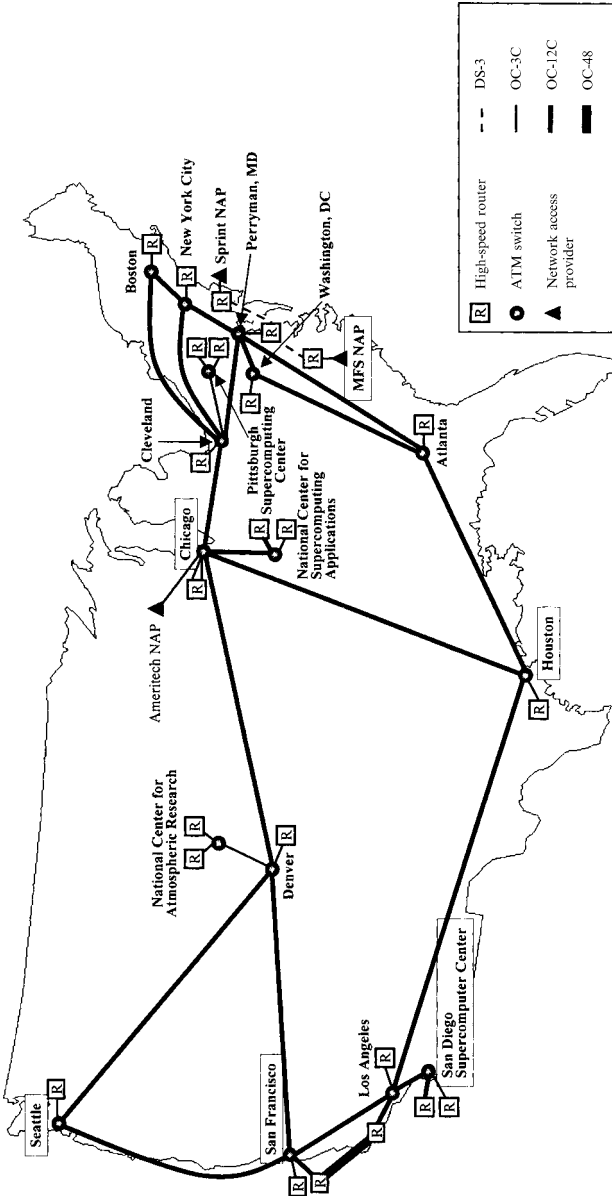 Seattle
R
San Francisco
R
R
Los Angeles
R
R
San Diego
Supercomputer Center
R
R
National Center for
Atmospheric Research
R
R
Denver
R
Ameritech NAP
Chicago
R
R
R
National Center for
Supercomputing
Applications
Houston
R
Cleveland
R
Pittsburgh
Supercomputing
Center
R
R
Boston
R
New York City
R
Sprint NAP
R
Perryman, MD
R
Washington, DC
R
MFS NAP
R
Atlanta
R
R High-speed router
ATM switch
Network access
provider
DS-3
OC-3C
OC-12C
OC-48